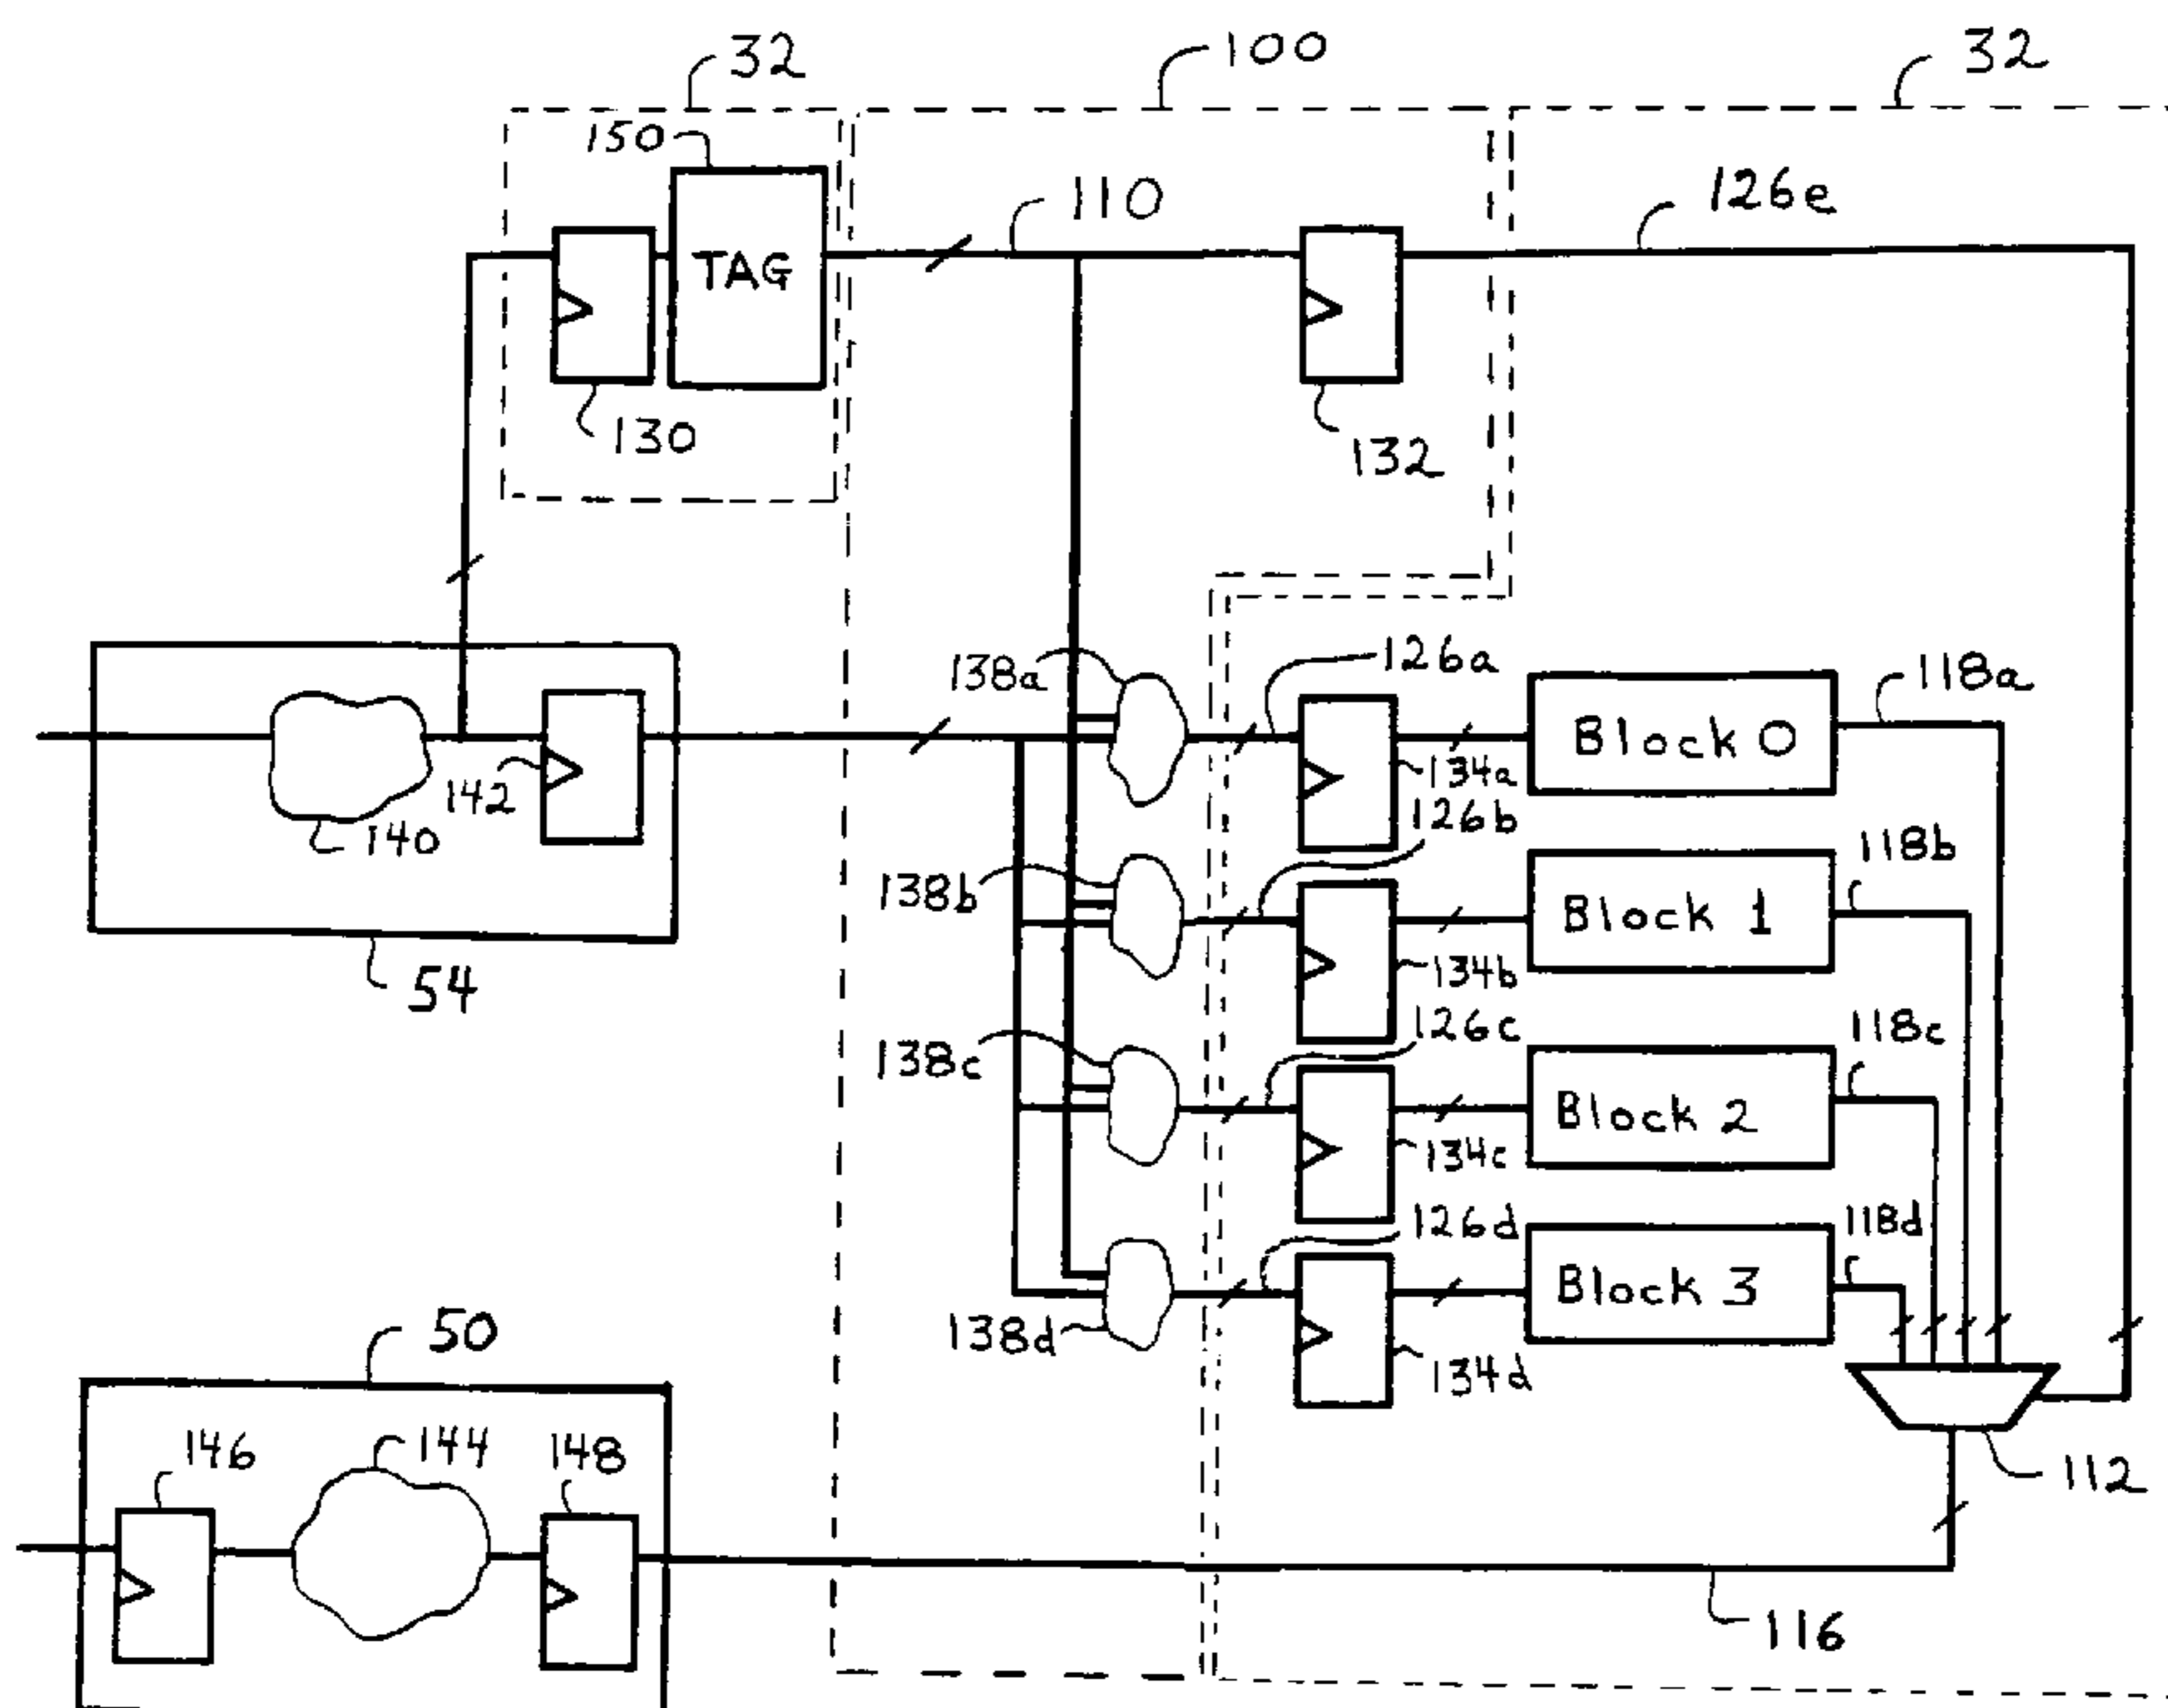 32
100
32
150
110
126e
TAG
130
132
138a
126a
118a
Block 0
134a
142
140
126b
118b
138b
Block 1
54
134b
126c
118c
138c
Block 2
134c
126d
118d
Block 3
50
138d
134d
146
144
148
112
116